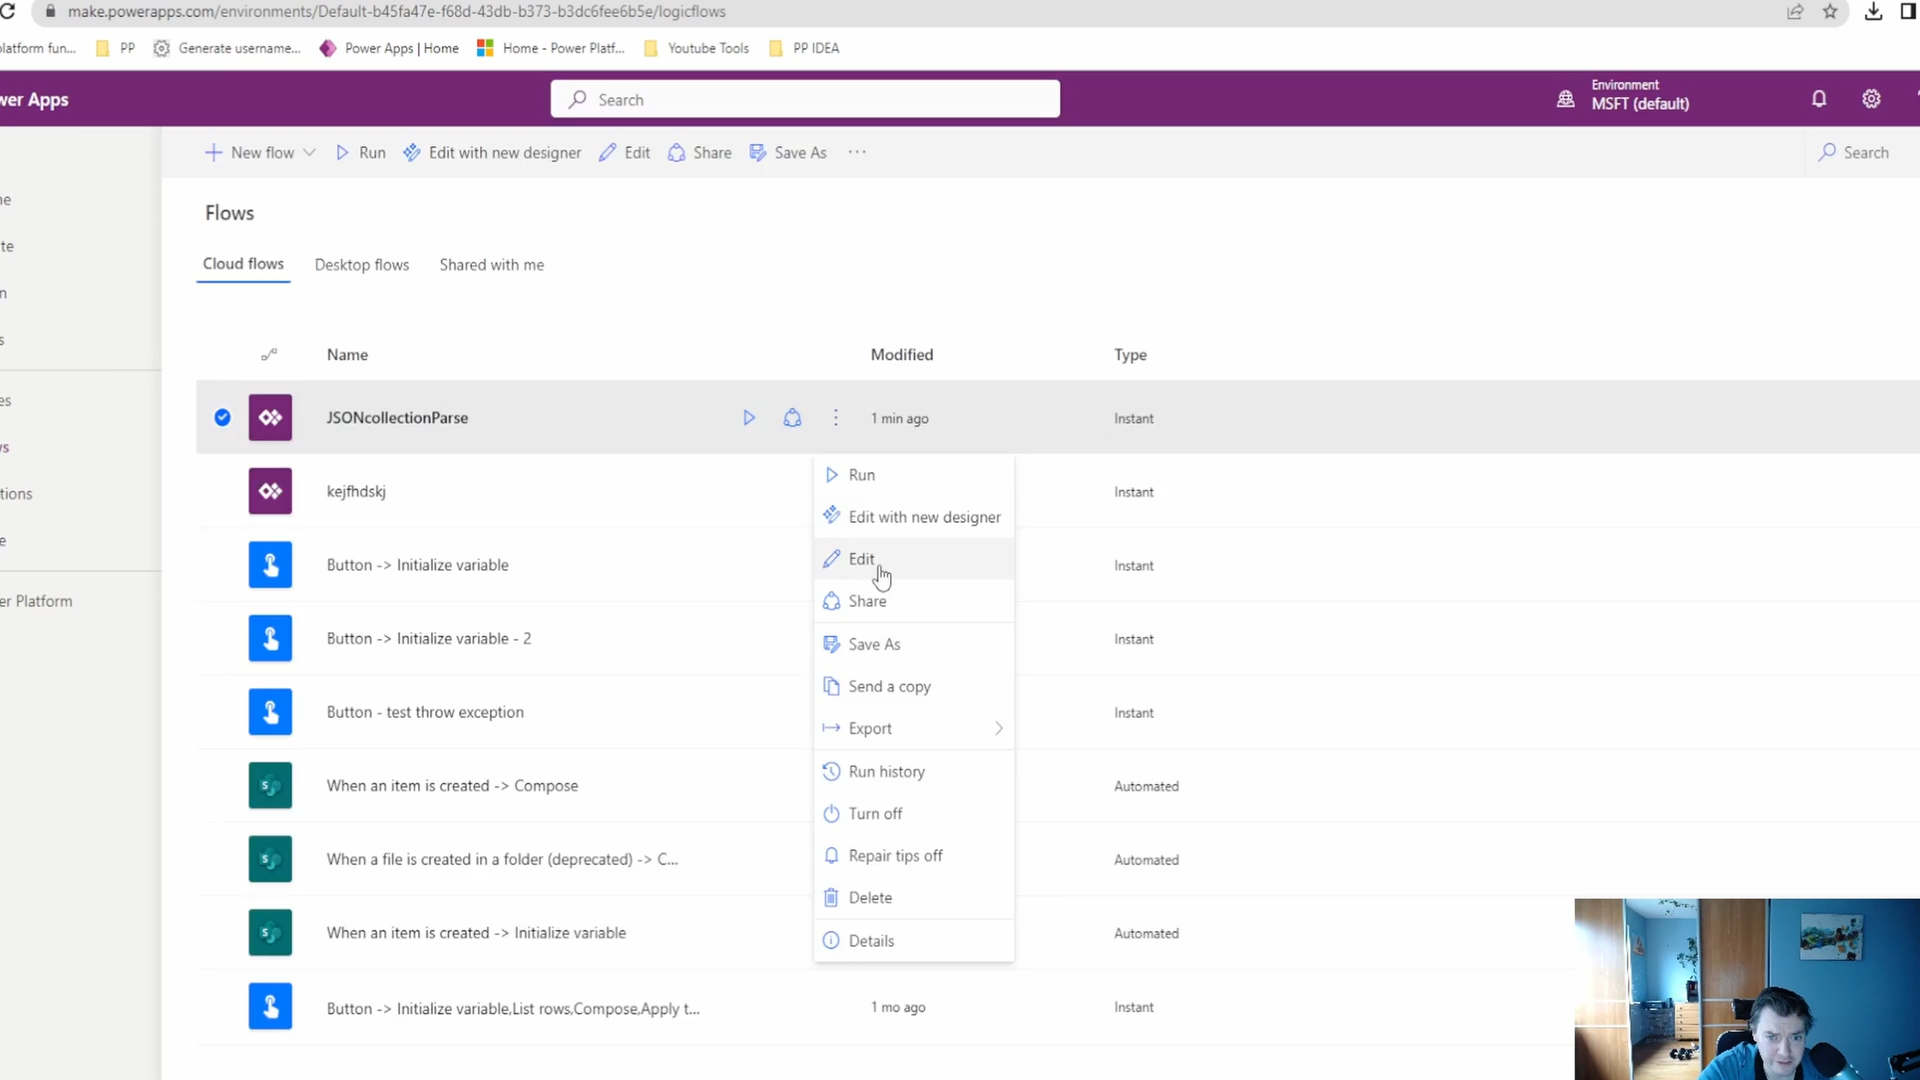 make.powerapps.com/environments/Default-b45fa47e-f68d-43db-b373-b3dc6fee6b5e/logicflows
latform fun... PP Generate username... Power Apps | Home Home - Power Platf... Youtube Tools PP IDEA
wer Apps
Search
Environment
MSFT (default)
New flow Run Edit with new designer Edit Share Save As ··· Search
ne
te
n
s
es
ws
tions
e
er Platform
Flows
Cloud flows Desktop flows Shared with me
Name Modified Type
JSONcollectionParse 1 min ago Instant
kejfhdskj Instant
Button -> Initialize variable Instant
Button -> Initialize variable - 2 Instant
Button - test throw exception Instant
When an item is created -> Compose Automated
When a file is created in a folder (deprecated) -> C... Automated
When an item is created -> Initialize variable Automated
Button -> Initialize variable,List rows,Compose,Apply t... 1 mo ago Instant
Run
Edit with new designer
Edit
Share
Save As
Send a copy
Export
Run history
Turn off
Repair tips off
Delete
Details